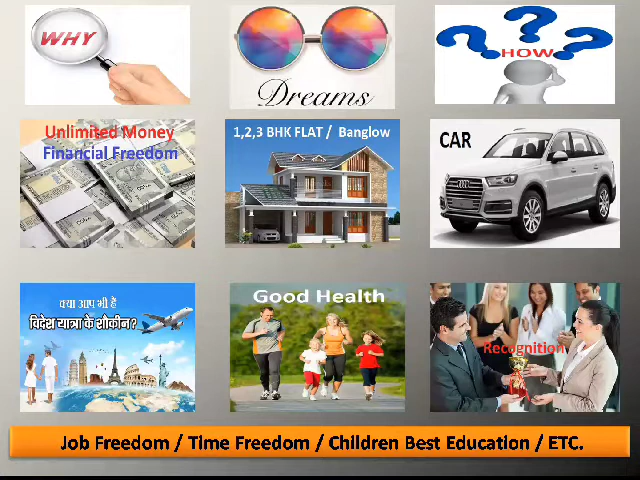 WHY
Dreams
HOW
Unlimited Money
Financial Freedom
1,2,3 BHK FLAT / Banglow
CAR
क्या आप भी हैं
विदेश यात्रा के शौकीन?
Good Health
Recognition
Job Freedom / Time Freedom / Children Best Education / ETC.